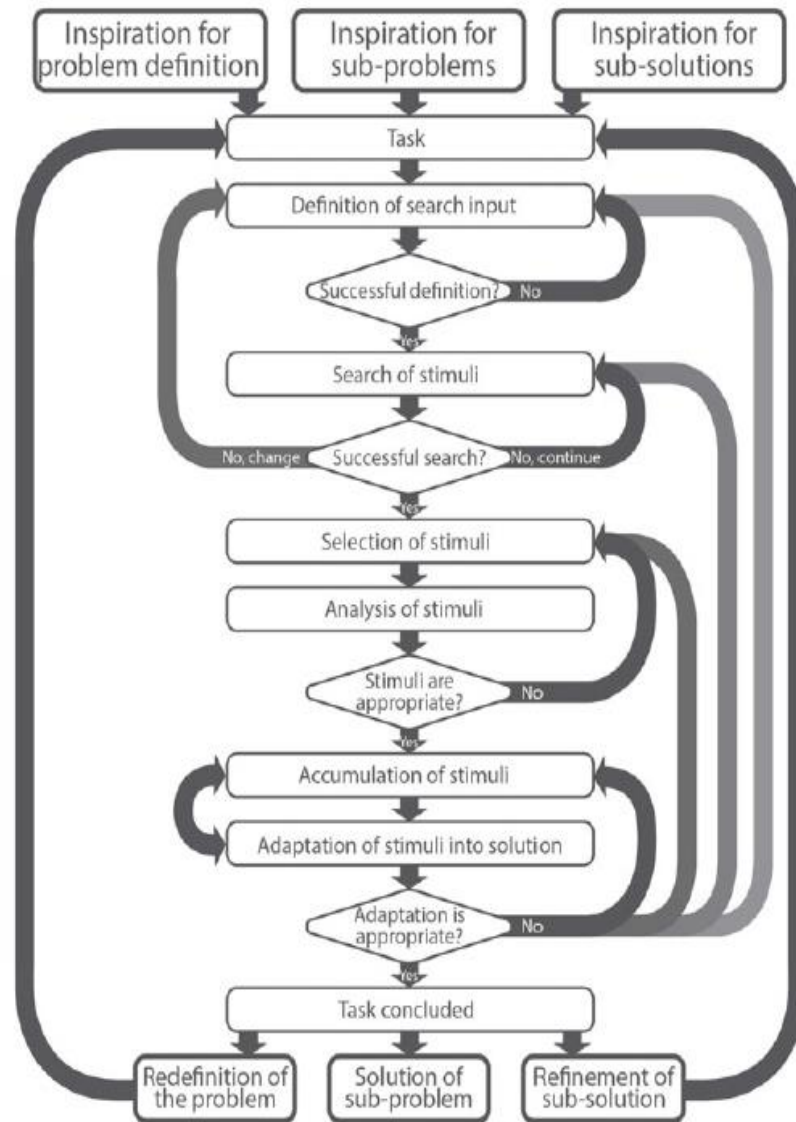 Inspiration for
problem definition
Inspiration for
sub-problems
Inspiration for
sub-solutions
Task
Definition of search input
Successful definition?
No
Yes
Search of stimuli
No, change
Successful search?
No, continue
Yes
Selection of stimuli
Analysis of stimuli
Stimuli are
appropriate?
No
Yes
Accumulation of stimuli
Adaptation of stimuli into solution
Adaptation is
appropriate?
No
Yes
Task concluded
Redefinition of
the problem
Solution of
sub-problem
Refinement of
sub-solution